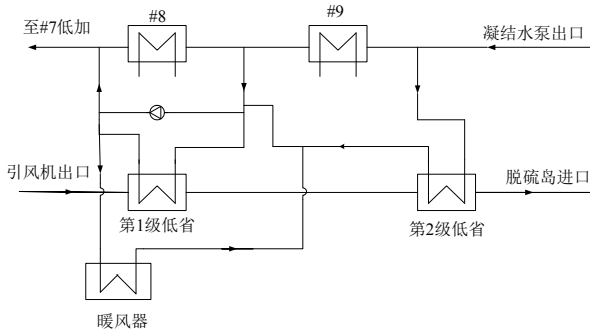 #8
#9
至#7低加
凝结水泵出口
引风机出口
脱硫岛进口
第1级低省
第2级低省
暖风器